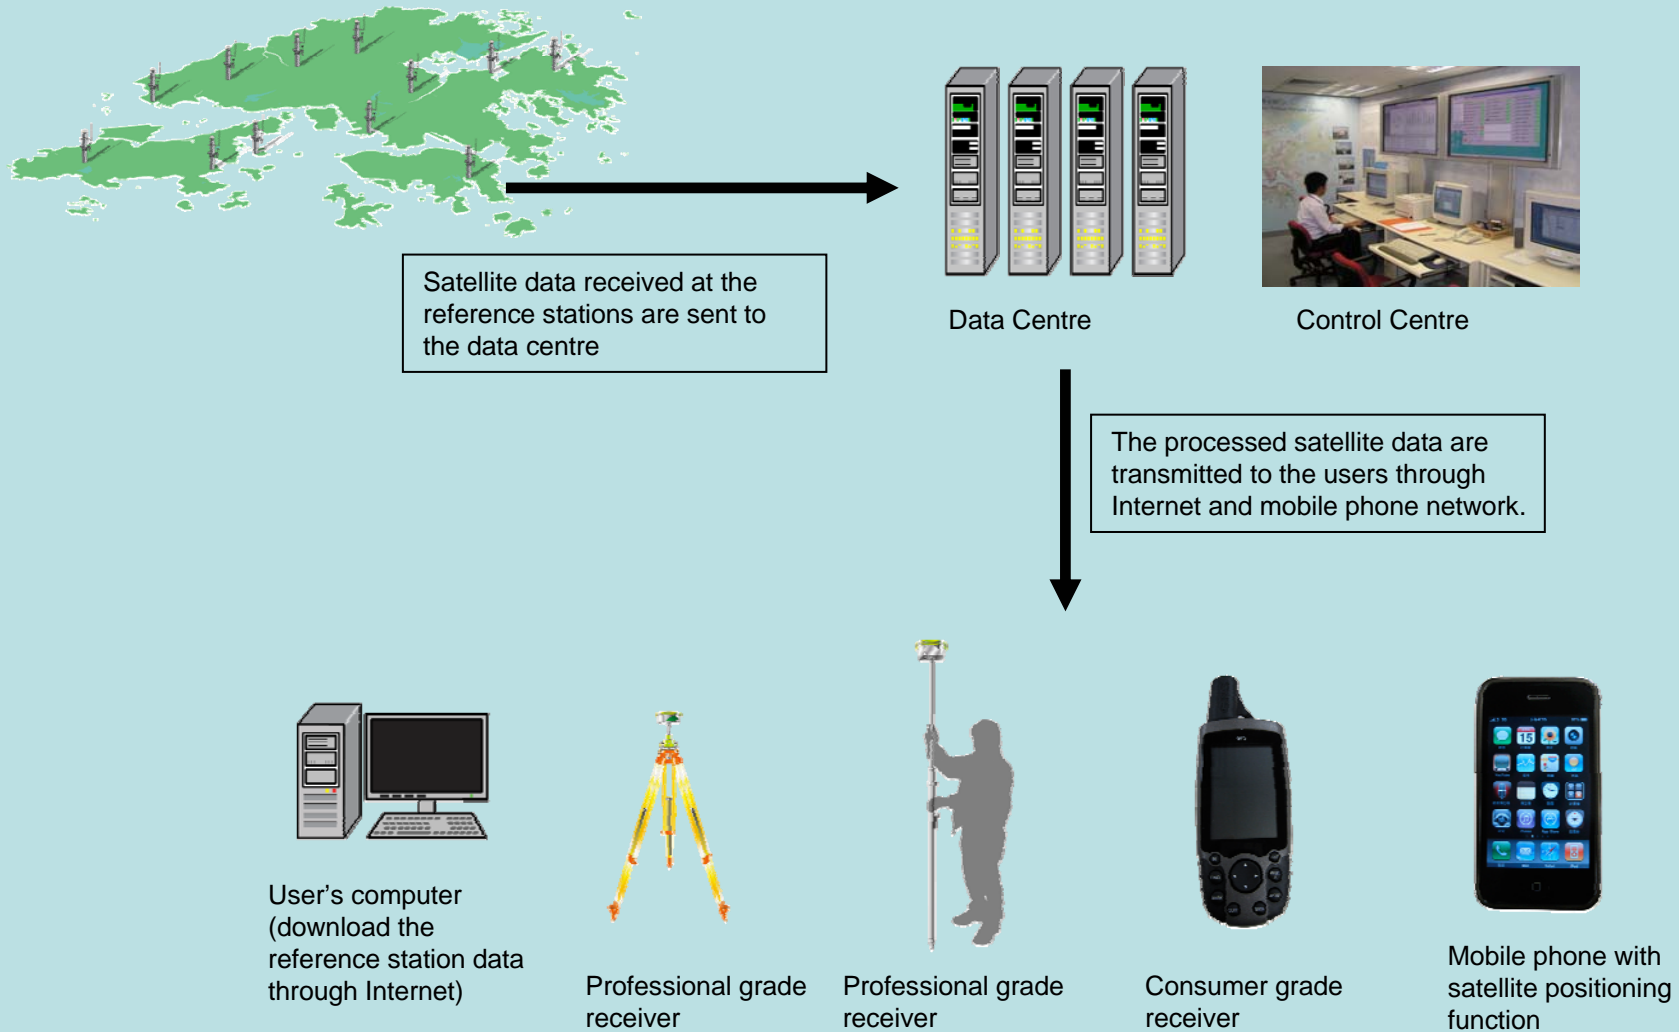 Satellite data received at the
reference stations are sent to
the data centre
Data Centre
Control Centre
The processed satellite data are
transmitted to the users through
Internet and mobile phone network.
User’s computer
(download the
reference station data
through Internet)
Professional grade
receiver
Professional grade
receiver
Consumer grade
receiver
Mobile phone with
satellite positioning
function